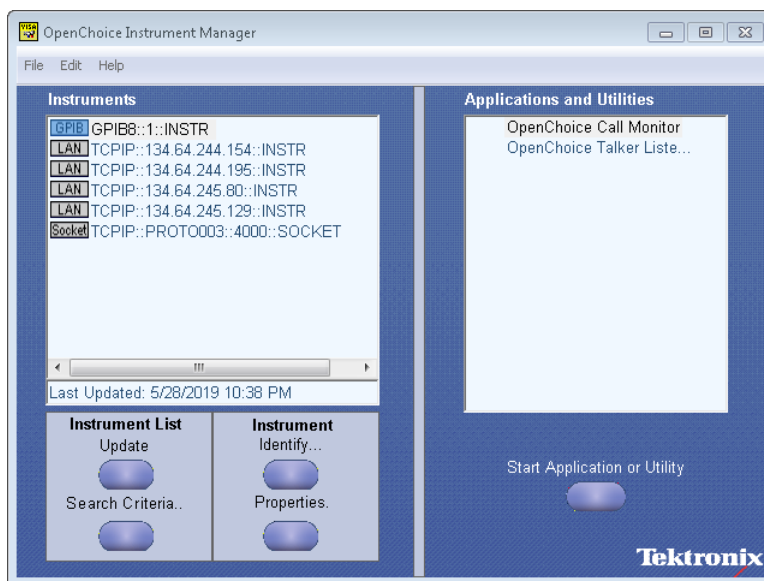 VISA
OpenChoice Instrument Manager
File Edit Help
Instruments
GPIB GPIB8::1::INSTR
LAN TCPIP::134.64.244.154::INSTR
LAN TCPIP::134.64.244.195::INSTR
LAN TCPIP::134.64.245.80::INSTR
LAN TCPIP::134.64.245.129::INSTR
Socket TCPIP::PROTO003::4000::SOCKET
Last Updated: 5/28/2019 10:38 PM
Instrument List
Update
Search Criteria..
Instrument
Identify...
Properties.
Applications and Utilities
OpenChoice Call Monitor
OpenChoice Talker Liste...
Start Application or Utility
Tektronix